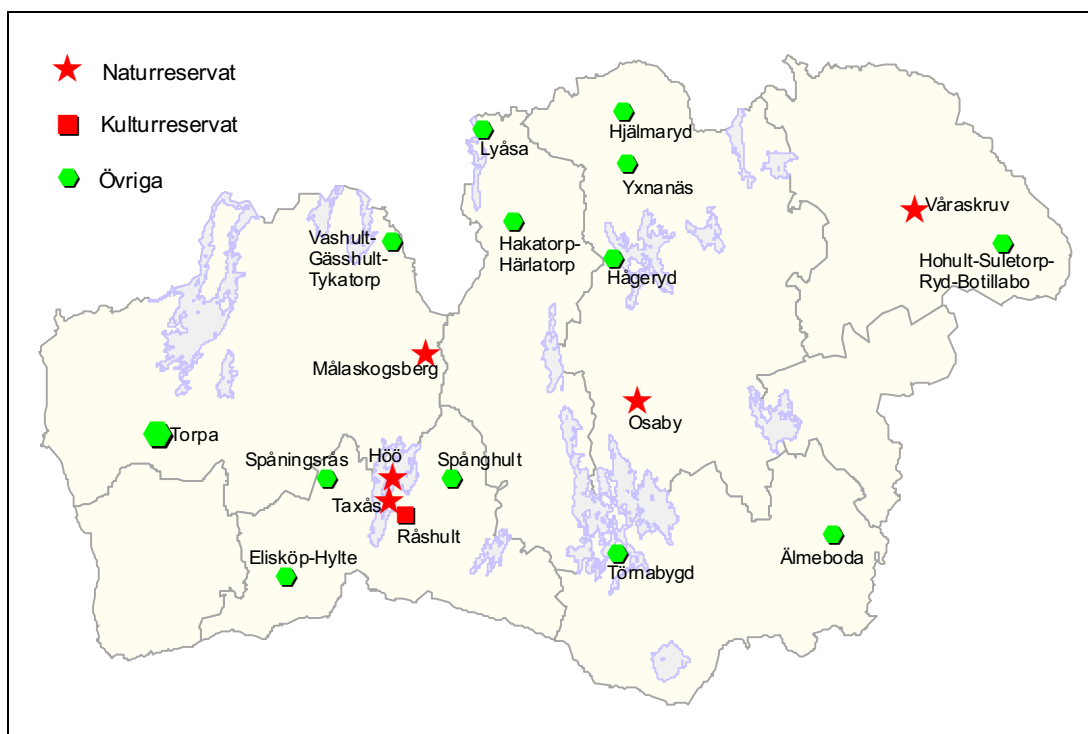 Naturreservat
Kulturreservat
Övriga
Hjälmaryd
Lyåsa
Yxnanäs
Våraskruv
Vashult-
Gässhult-
Tykatorp
Hakatorp-
Härlatorp
Hågeryd
Hohult-Suletorp-
Ryd-Botillabo
Målaskogsberg
Osaby
Torpa
Höö
Spåningsrås
Spånghult
Taxås
Råshult
Elisköp-Hylte
Törnabygd
Älmeboda